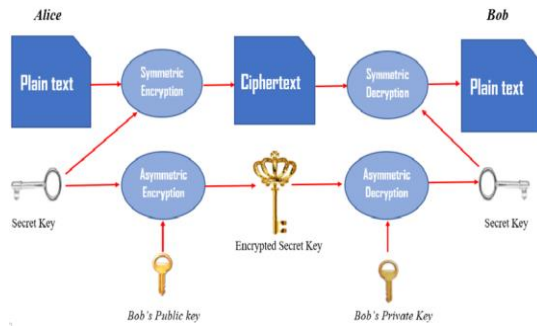 Alice
Bob
Plain text
Symmetric
Encryption
Ciphertext
Symmetric
Decryption
Plain text
Asymmetric
Encryption
Asymmetric
Decryption
Secret Key
Encrypted Secret Key
Secret Key
Bob's Public key
Bob's Private Key